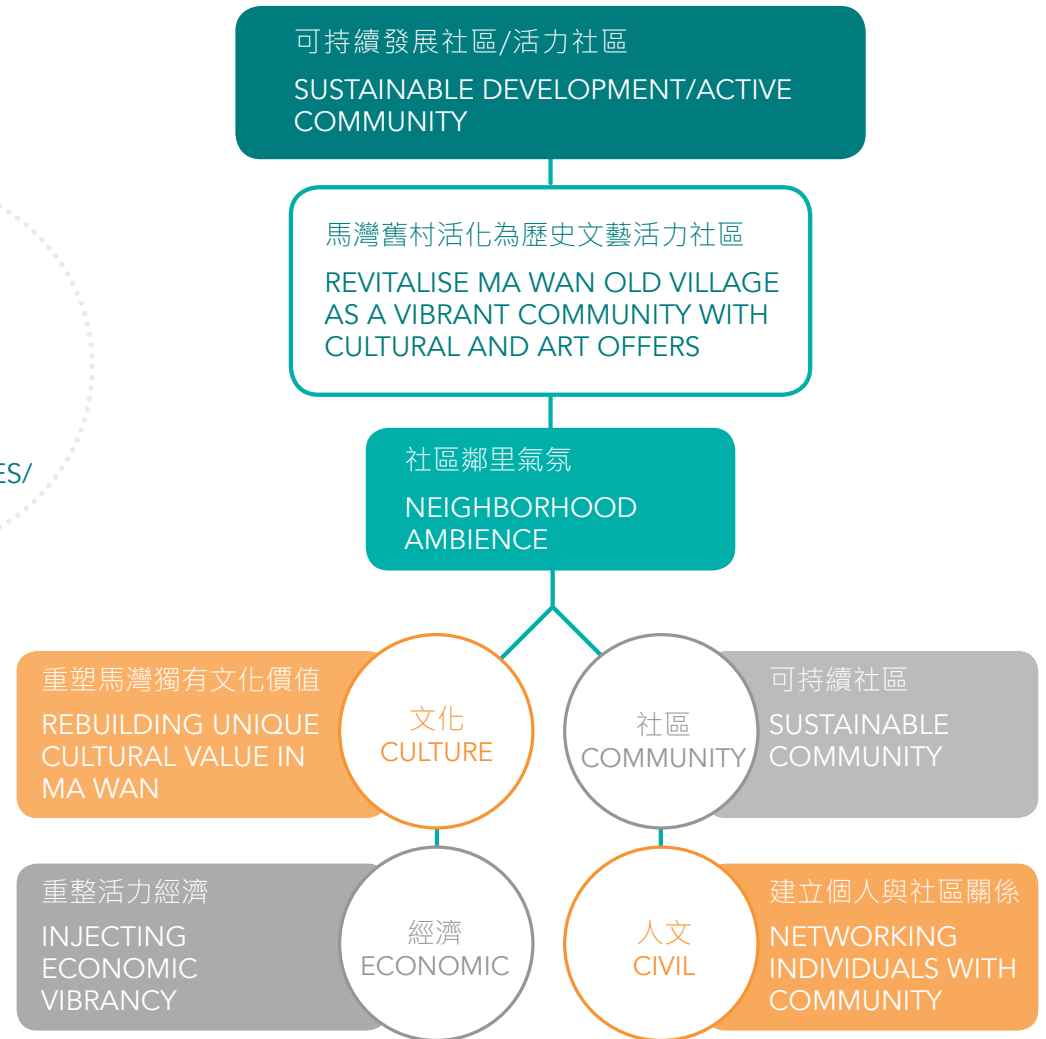 可持續發展社區/活力社區
SUSTAINABLE DEVELOPMENT/ACTIVE
COMMUNITY
馬灣舊村活化為歷史文藝活力社區
REVITALISE MA WAN OLD VILLAGE
AS A VIBRANT COMMUNITY WITH
CULTURAL AND ART OFFERS
ES/
社區鄰里氣氛
NEIGHBORHOOD
AMBIENCE
重塑馬灣獨有文化價值
REBUILDING UNIQUE
CULTURAL VALUE IN
MA WAN
文化
CULTURE
社區
COMMUNITY
可持續社區
SUSTAINABLE
COMMUNITY
重整活力經濟
INJECTING
ECONOMIC
VIBRANCY
經濟
ECONOMIC
人文
CIVIL
建立個人與社區關係
NETWORKING
INDIVIDUALS WITH
COMMUNITY